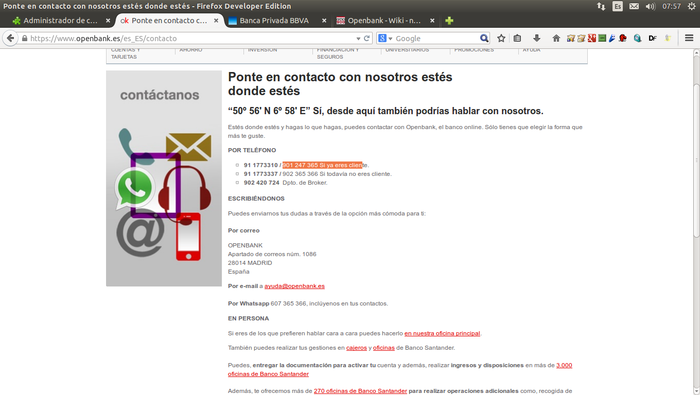 Ponte en contacto con nosotros estés donde estés - Firefox Developer Edition
Es
07:57
Administrador de c...
ok Ponte en contacto c...
Banca Privada BBVA
Openbank - Wiki - n...
https://www.openbank.es/es_ES/contacto
Google
CUENTAS Y TARJETAS
AHORRO
INVERSIÓN
FINANCIACIÓN Y SEGUROS
UNIVERSITARIOS
PROMOCIONES
AYUDA
contáctanos
Ponte en contacto con nosotros estés
donde estés
“50º 56' N 6º 58' E” Sí, desde aquí también podrías hablar con nosotros.
Estés donde estés y hagas lo que hagas, puedes contactar con Openbank, el banco online. Sólo tienes que elegir la forma que
más te guste.
POR TELÉFONO
91 1773310 / 901 247 365 Si ya eres cliente.
91 1773337 / 902 365 366 Si todavía no eres cliente.
902 420 724 Dpto. de Broker.
ESCRIBIÉNDONOS
Puedes enviarnos tus dudas a través de la opción más cómoda para ti:
Por correo
OPENBANK
Apartado de correos núm. 1086
28014 MADRID
España
Por e-mail a ayuda@openbank.es
Por Whatsapp 607 365 366, inclúyenos en tus contactos.
EN PERSONA
Si eres de los que prefieren hablar cara a cara puedes hacerlo en nuestra oficina principal.
También puedes realizar tus gestiones en cajeros y oficinas de Banco Santander.
Puedes, entregar la documentación para activar tu cuenta y además, realizar ingresos y disposiciones en más de 3.000
oficinas de Banco Santander.
Además, te ofrecemos más de 270 oficinas de Banco Santander para realizar operaciones adicionales como, recogida de